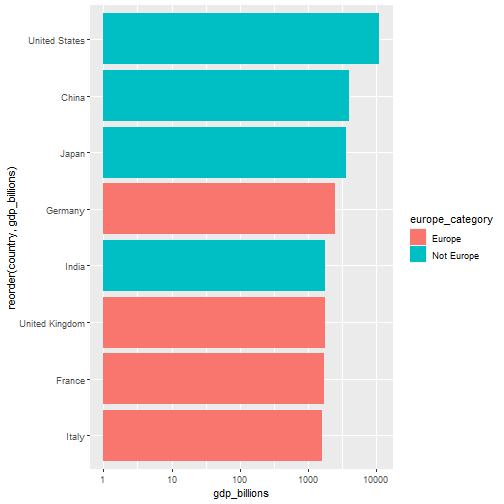 United States
China
Japan
Germany
India
United Kingdom
France
Italy
reorder(country, gdp_billions)
1 10 100 1000 10000
gdp_billions
europe_category
Europe
Not Europe